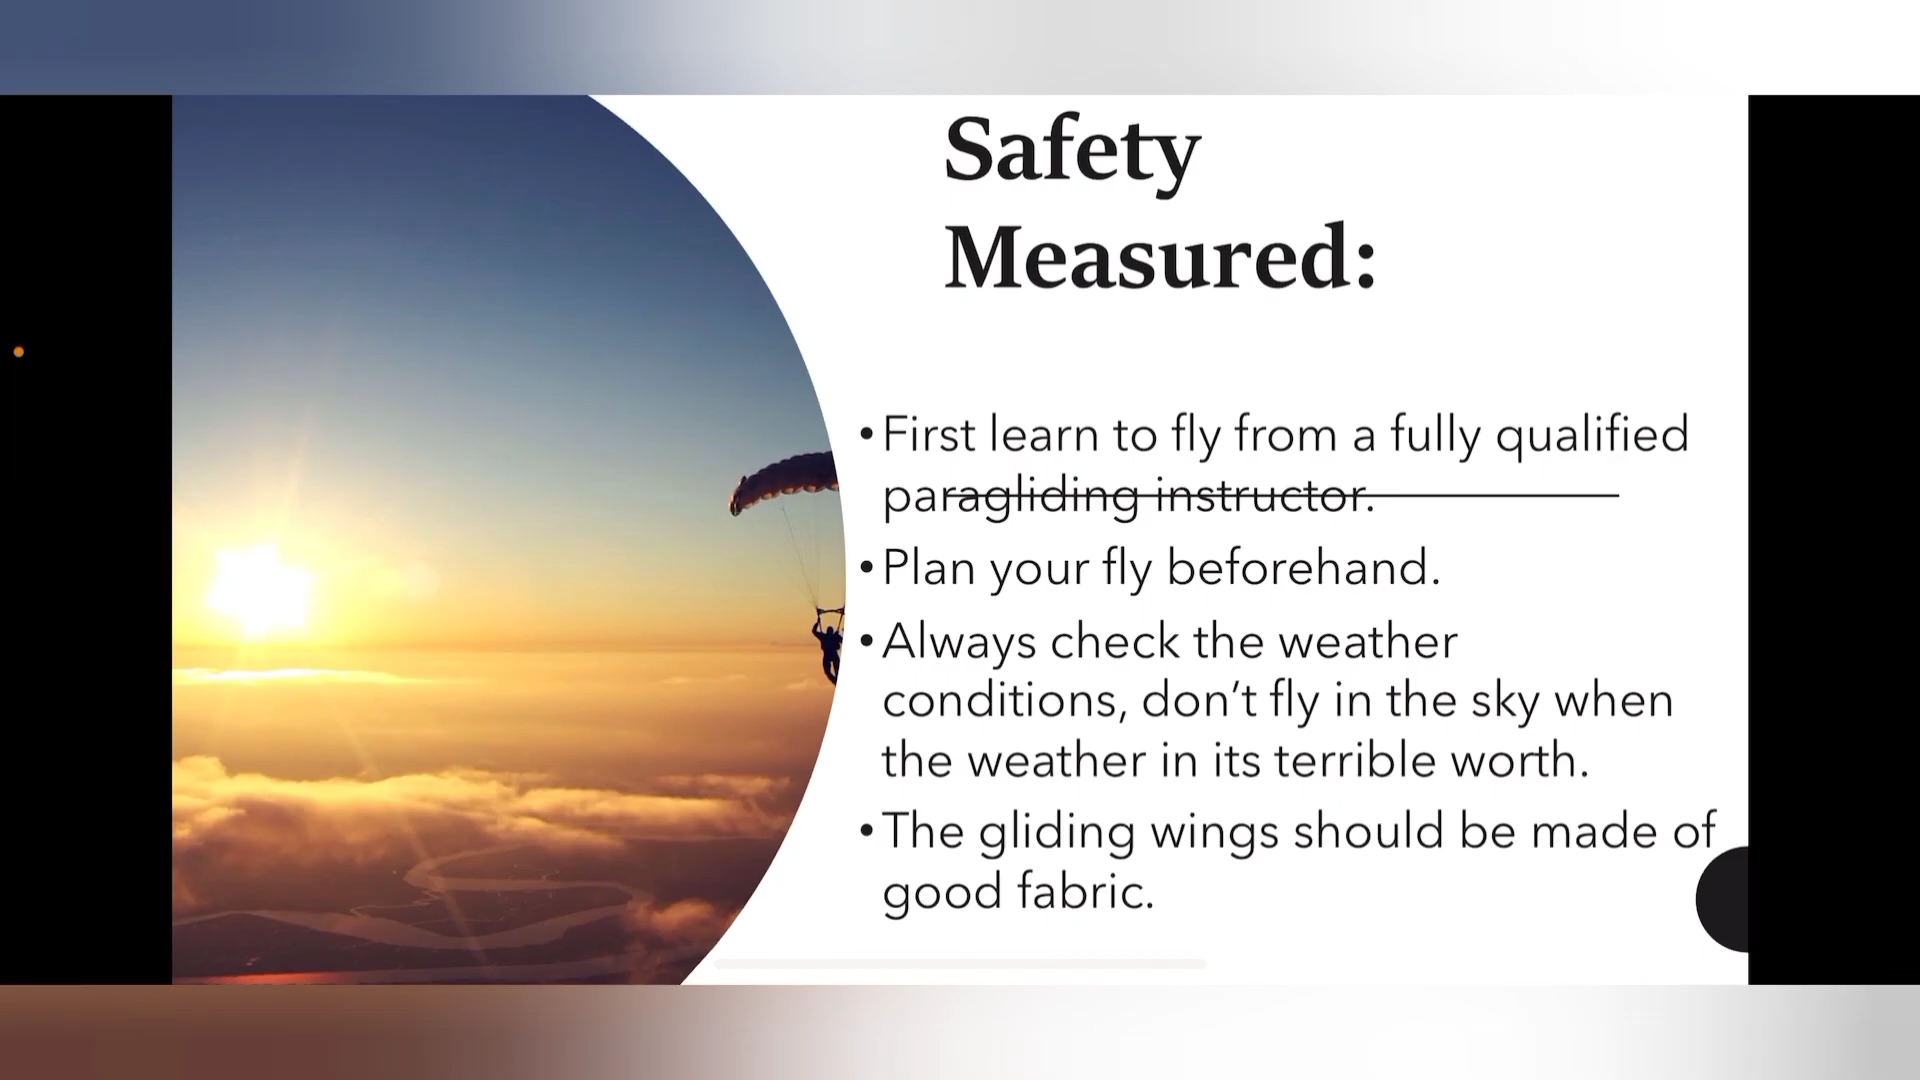 Safety
Measured:
•First learn to fly from a fully qualified
paragliding instructor.
•Plan your fly beforehand.
•Always check the weather
conditions, don’t fly in the sky when
the weather in its terrible worth.
•The gliding wings should be made of
good fabric.